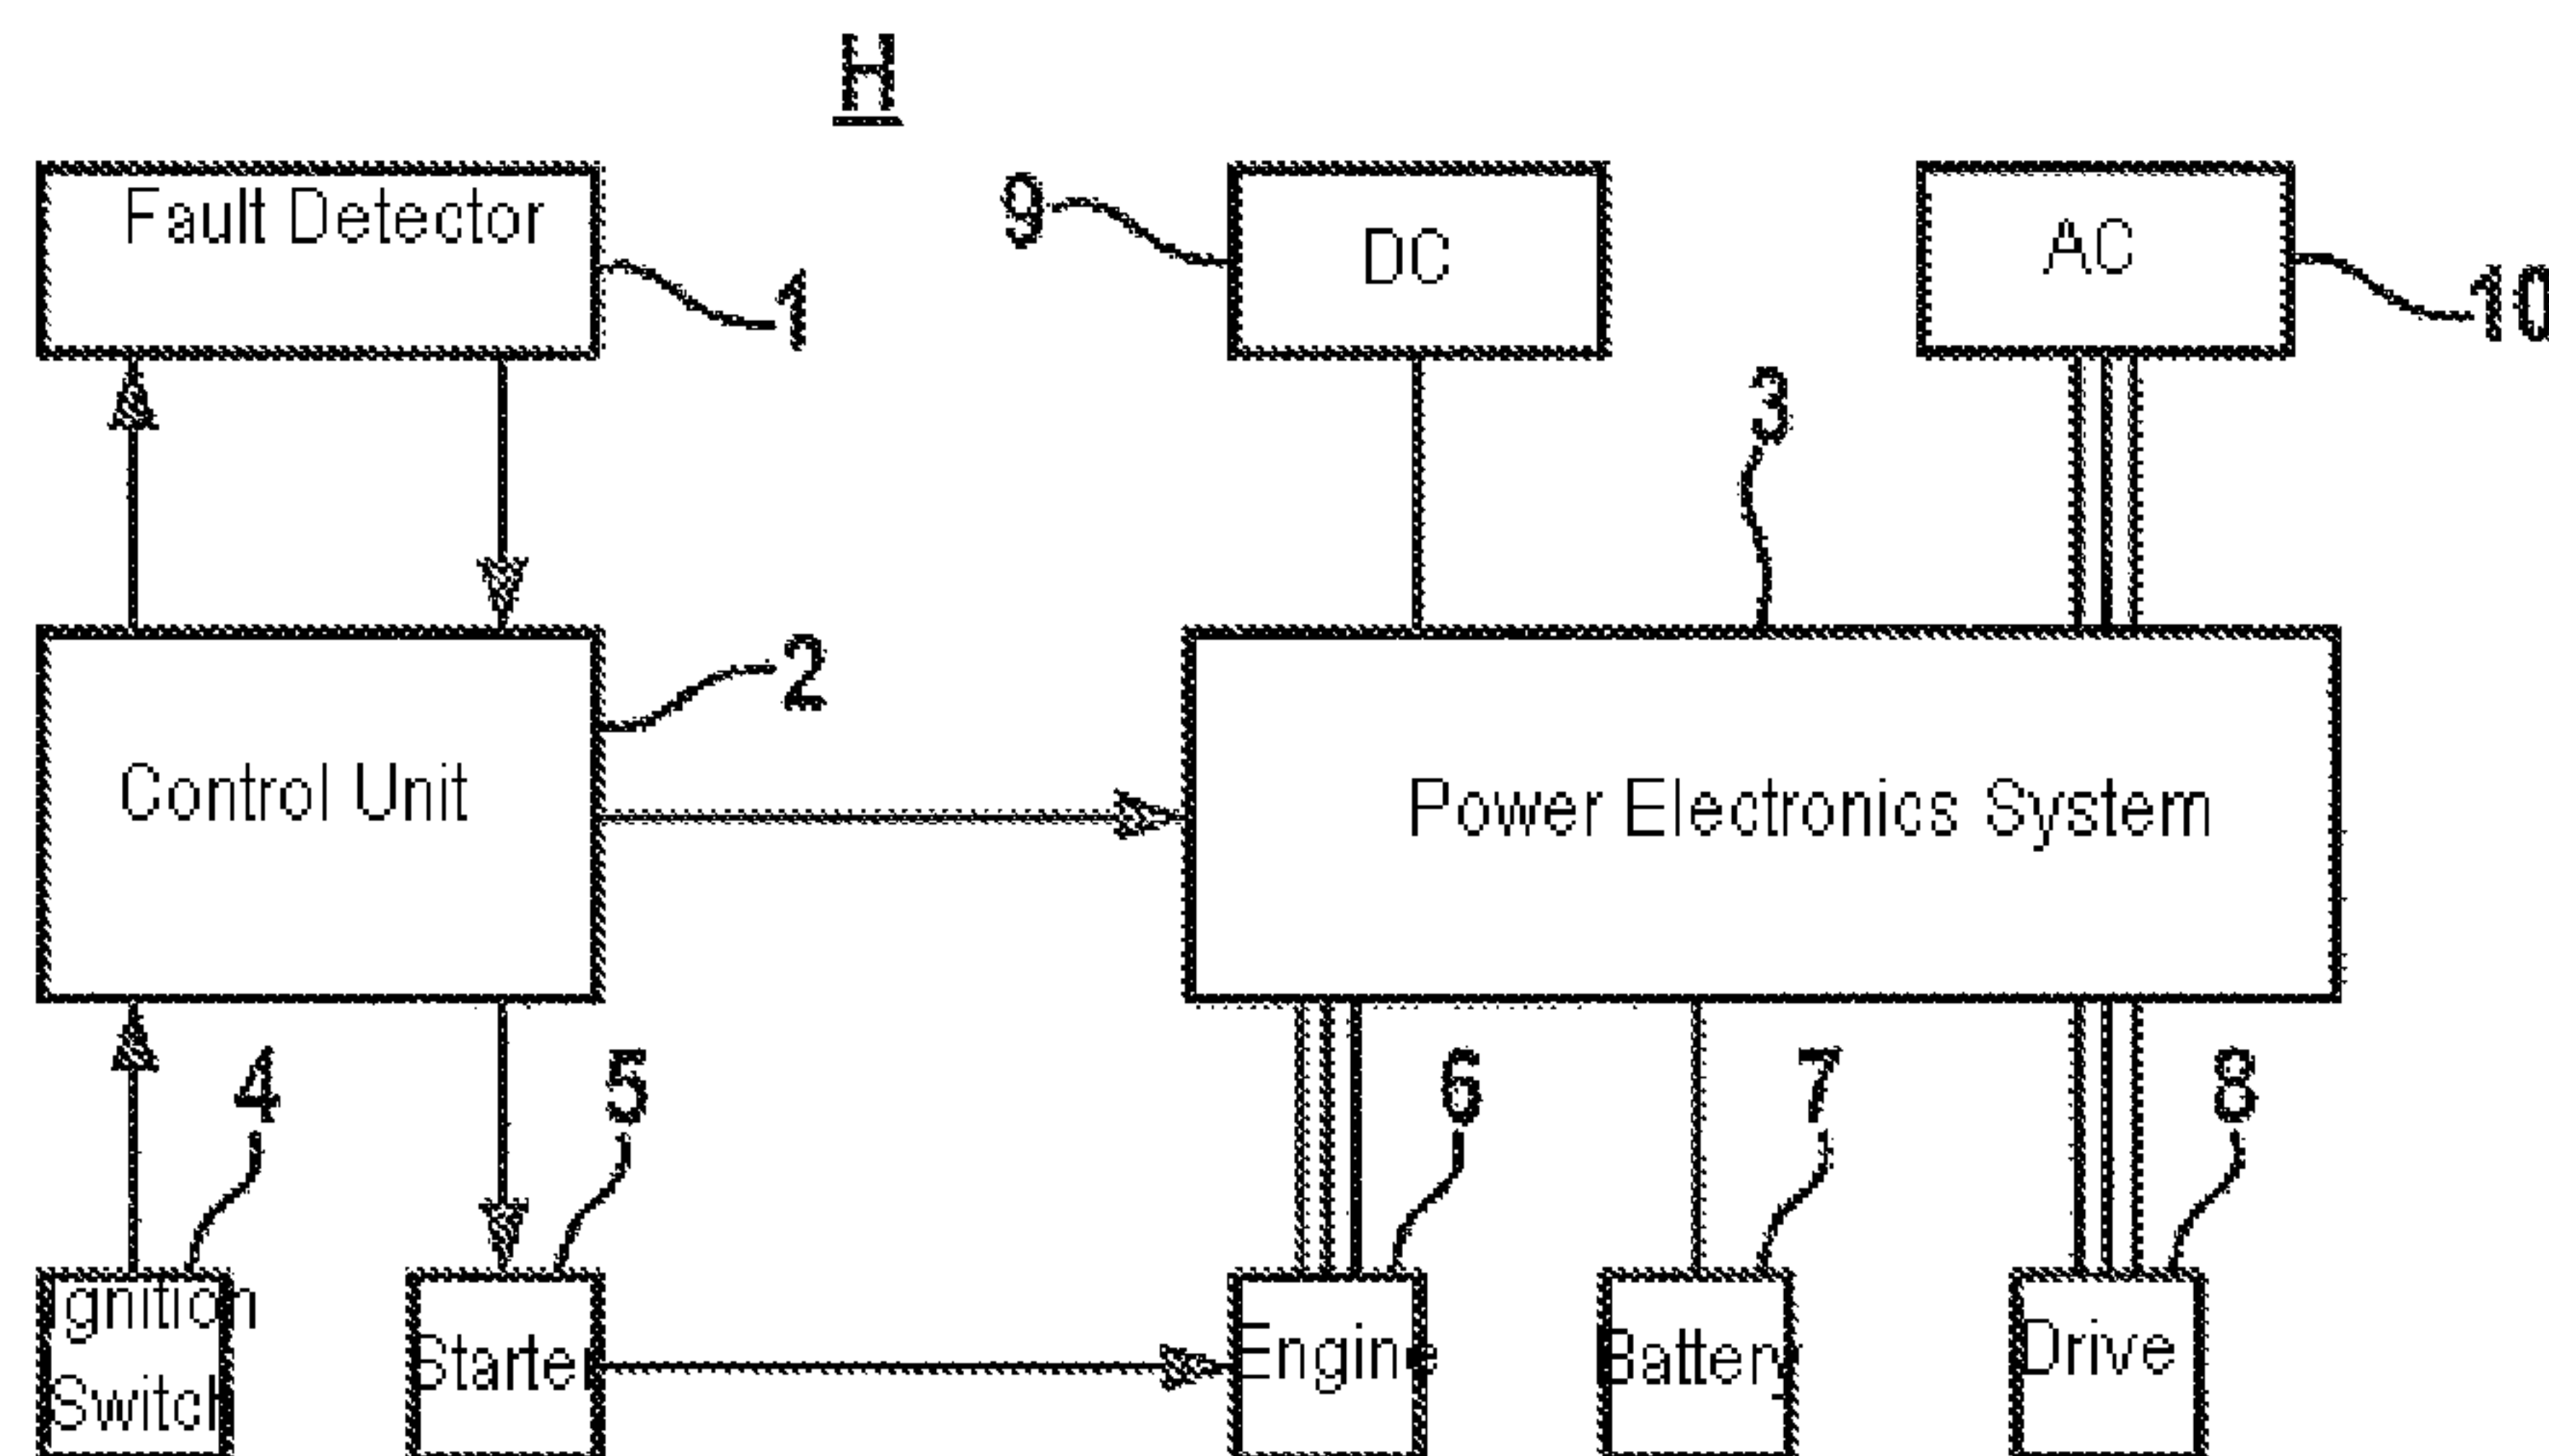 H
Fault Detector
1
9
DC
AC
10
3
Control Unit
2
Power Electronics System
4
5
6
7
8
Ignition
Switch
Starter
Engine
Battery
Drive